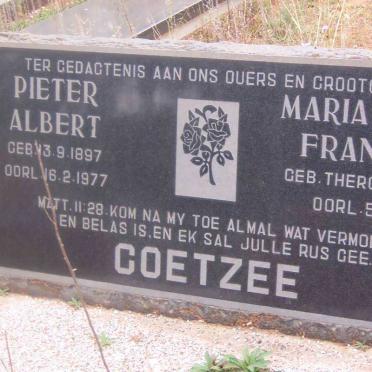 TER GEDAGTENIS AAN ONS OUERS EN GROOTO
PIETER
ALBERT
GEB. 13.9.1897
OORL. 16.2.1977
MARIA
FRAN
GEB. THERO
OORL. 5
MATT. 11:28. KOM NA MY TOE ALMAL WAT VERMO
EN BELAS IS, EN EK SAL JULLE RUS GEE.
COETZEE